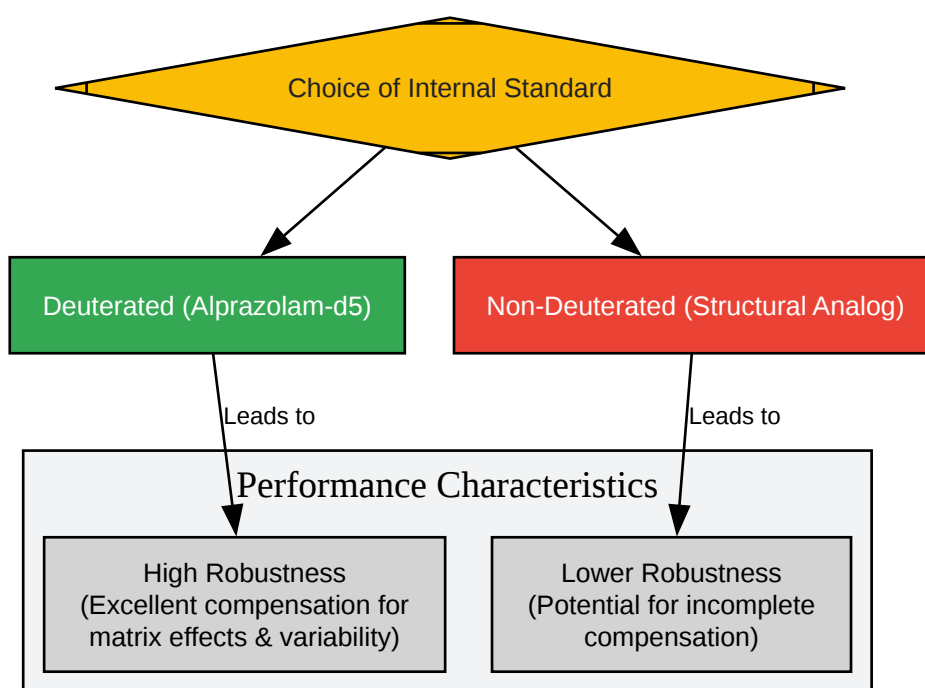 Choice of Internal Standard
Deuterated (Alprazolam-d5)
Non-Deuterated (Structural Analog)
Leads to
Leads to
Performance Characteristics
High Robustness
(Excellent compensation for
matrix effects & variability)
Lower Robustness
(Potential for incomplete
compensation)